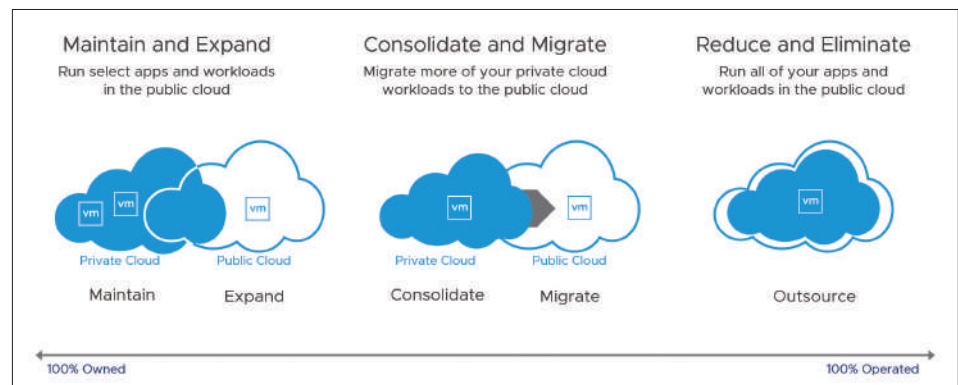 Maintain and Expand
Run select apps and workloads
in the public cloud
vm
vm
vm
Private Cloud
Public Cloud
Maintain
Expand
Consolidate and Migrate
Migrate more of your private cloud
workloads to the public cloud
vm
vm
Private Cloud
Public Cloud
Consolidate
Migrate
Reduce and Eliminate
Run all of your apps and
workloads in the public cloud
vm
Outsource
100% Owned
100% Operated